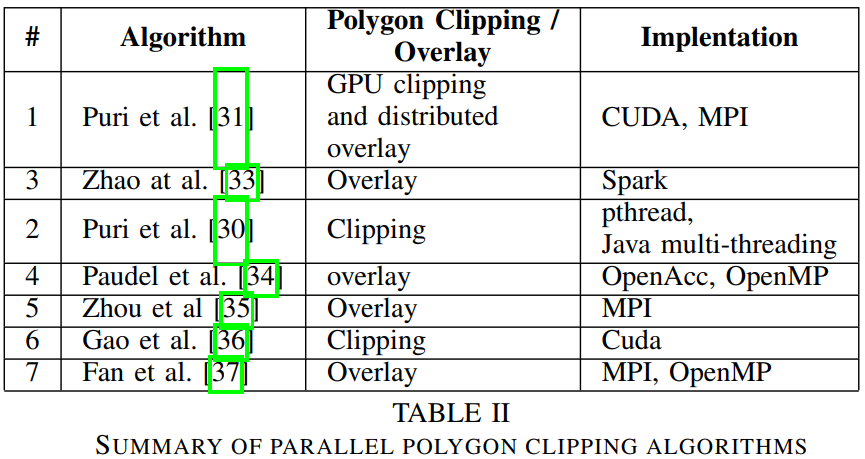 # Algorithm Polygon Clipping / Overlay Implentation
1 Puri et al. [31] GPU clipping and distributed overlay CUDA, MPI
3 Zhao at al. [33] Overlay Spark
2 Puri et al. [30] Clipping pthread, Java multi-threading
4 Paudel et al. [34] overlay OpenAcc, OpenMP
5 Zhou et al [35] Overlay MPI
6 Gao et al. [36] Clipping Cuda
7 Fan et al. [37] Overlay MPI, OpenMP
TABLE II
SUMMARY OF PARALLEL POLYGON CLIPPING ALGORITHMS